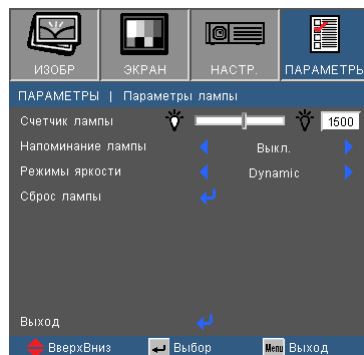 ИЗОБР ЭКРАН НАСТР. ПАРАМЕТРЫ
ПАРАМЕТРЫ | Параметры лампы
Счетчик лампы 1500
Напоминание лампы Выкл.
Режимы яркости Dynamic
Сброс лампы
Выход
ВверхВниз Выбор Menu Выход